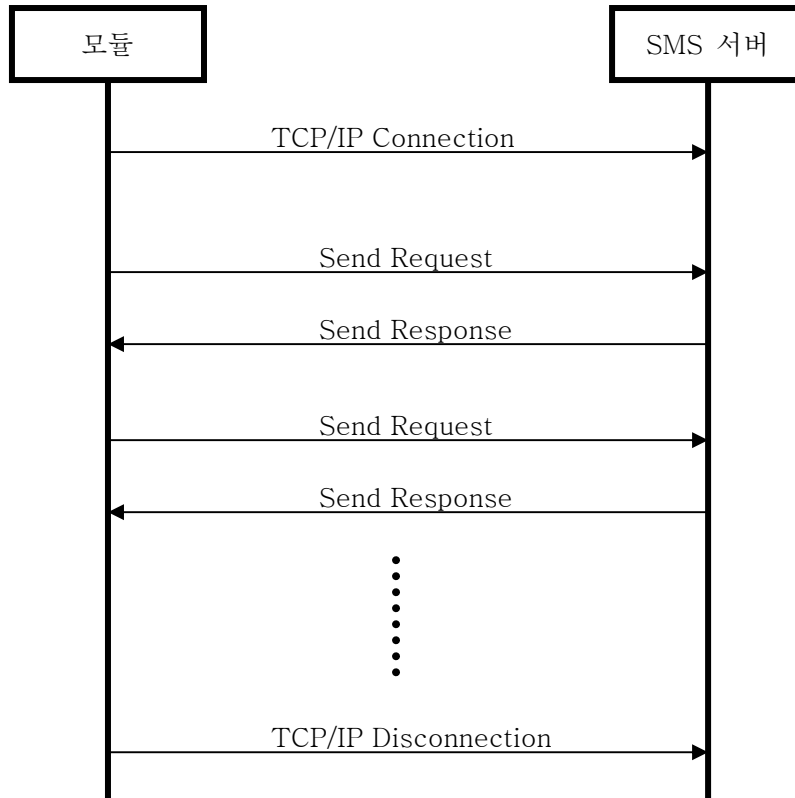 모듈
SMS 서버
TCP/IP Connection
Send Request
Send Response
Send Request
Send Response
TCP/IP Disconnection